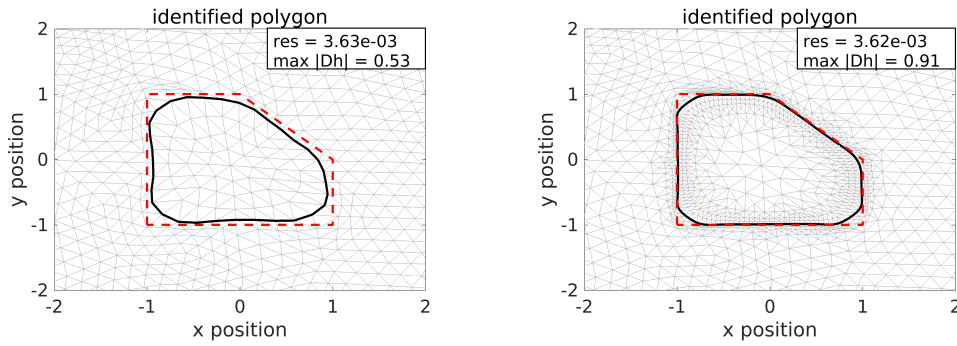 identified polygon
res = 3.63e-03
max |Dh| = 0.53
2
1
0
-1
-2
y position
-2 -1 0 1 2
x position
identified polygon
res = 3.62e-03
max |Dh| = 0.91
2
1
0
-1
-2
y position
-2 -1 0 1 2
x position